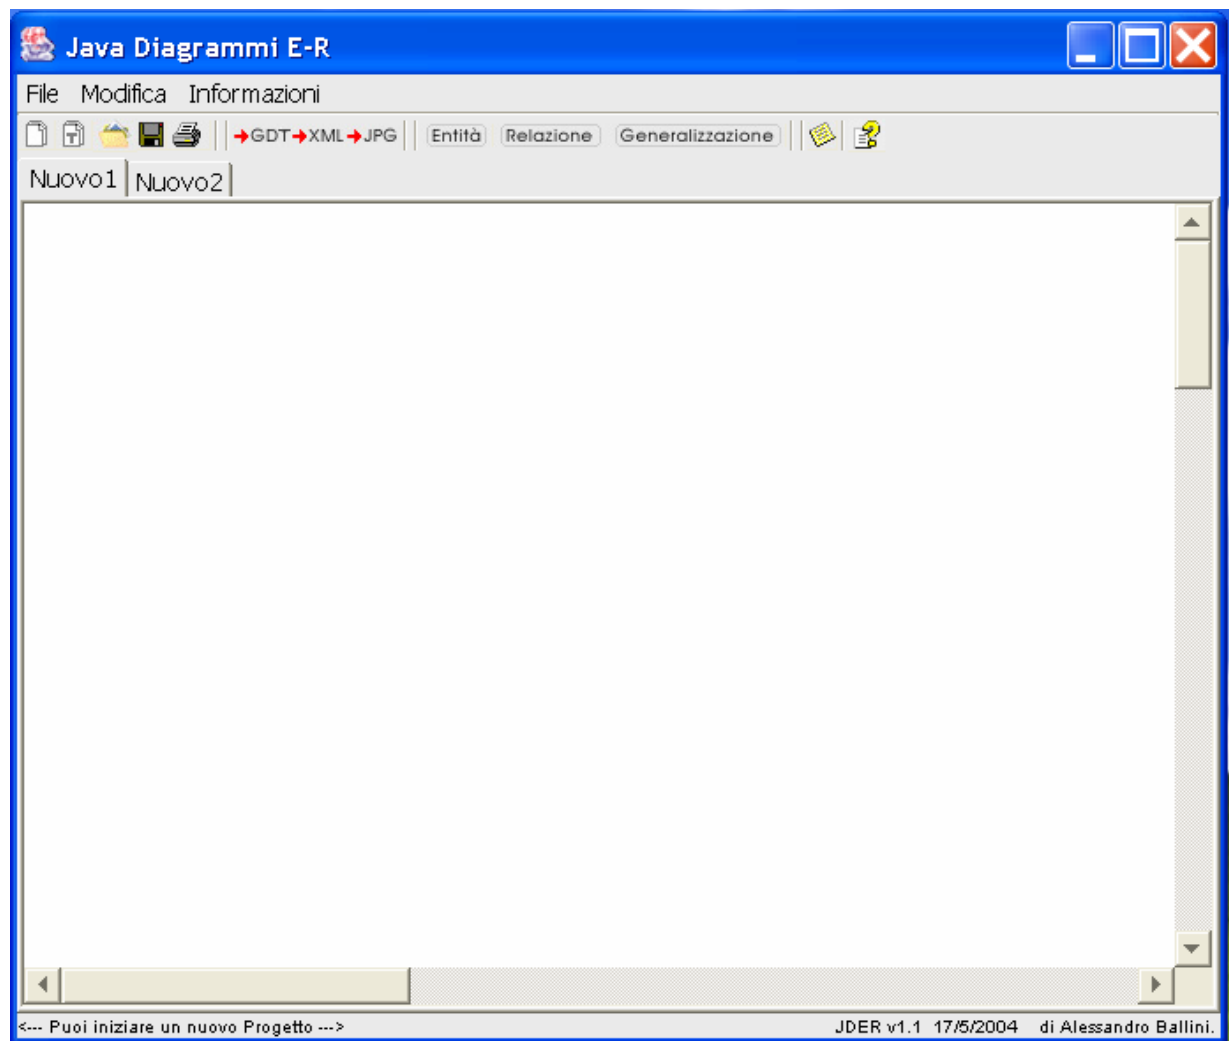 Java Diagrammi E-R
File Modifica Informazioni
T →GDT→XML→JPG Entità Relazione Generalizzazione ?
Nuovo1 Nuovo2
<--- Puoi iniziare un nuovo Progetto ---> JDER v1.1 17/5/2004 di Alessandro Ballini.